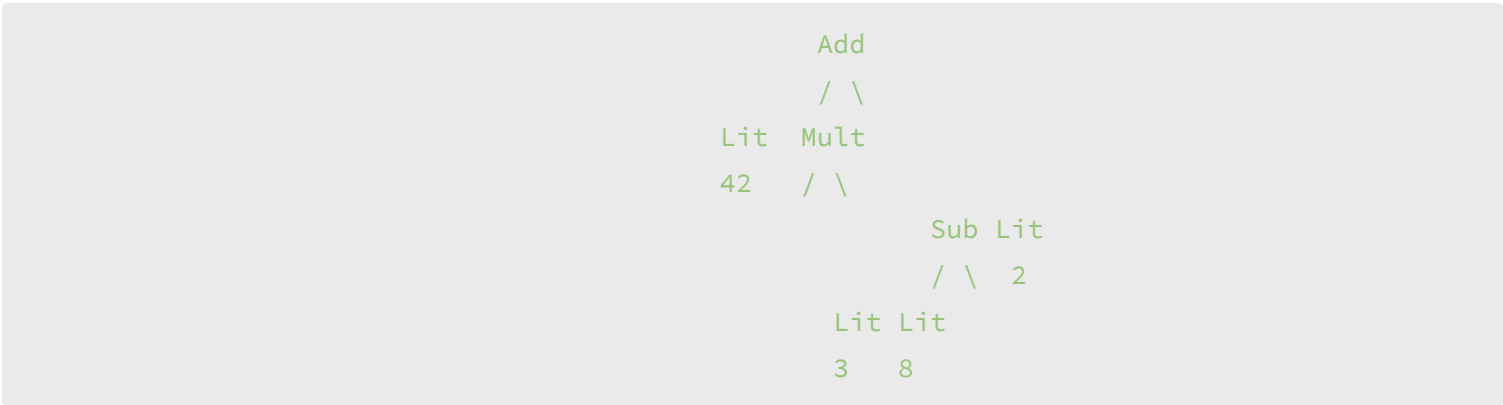 Add
/ \
Lit  Mult
42   / \
Sub Lit
/ \  2
Lit Lit
3   8